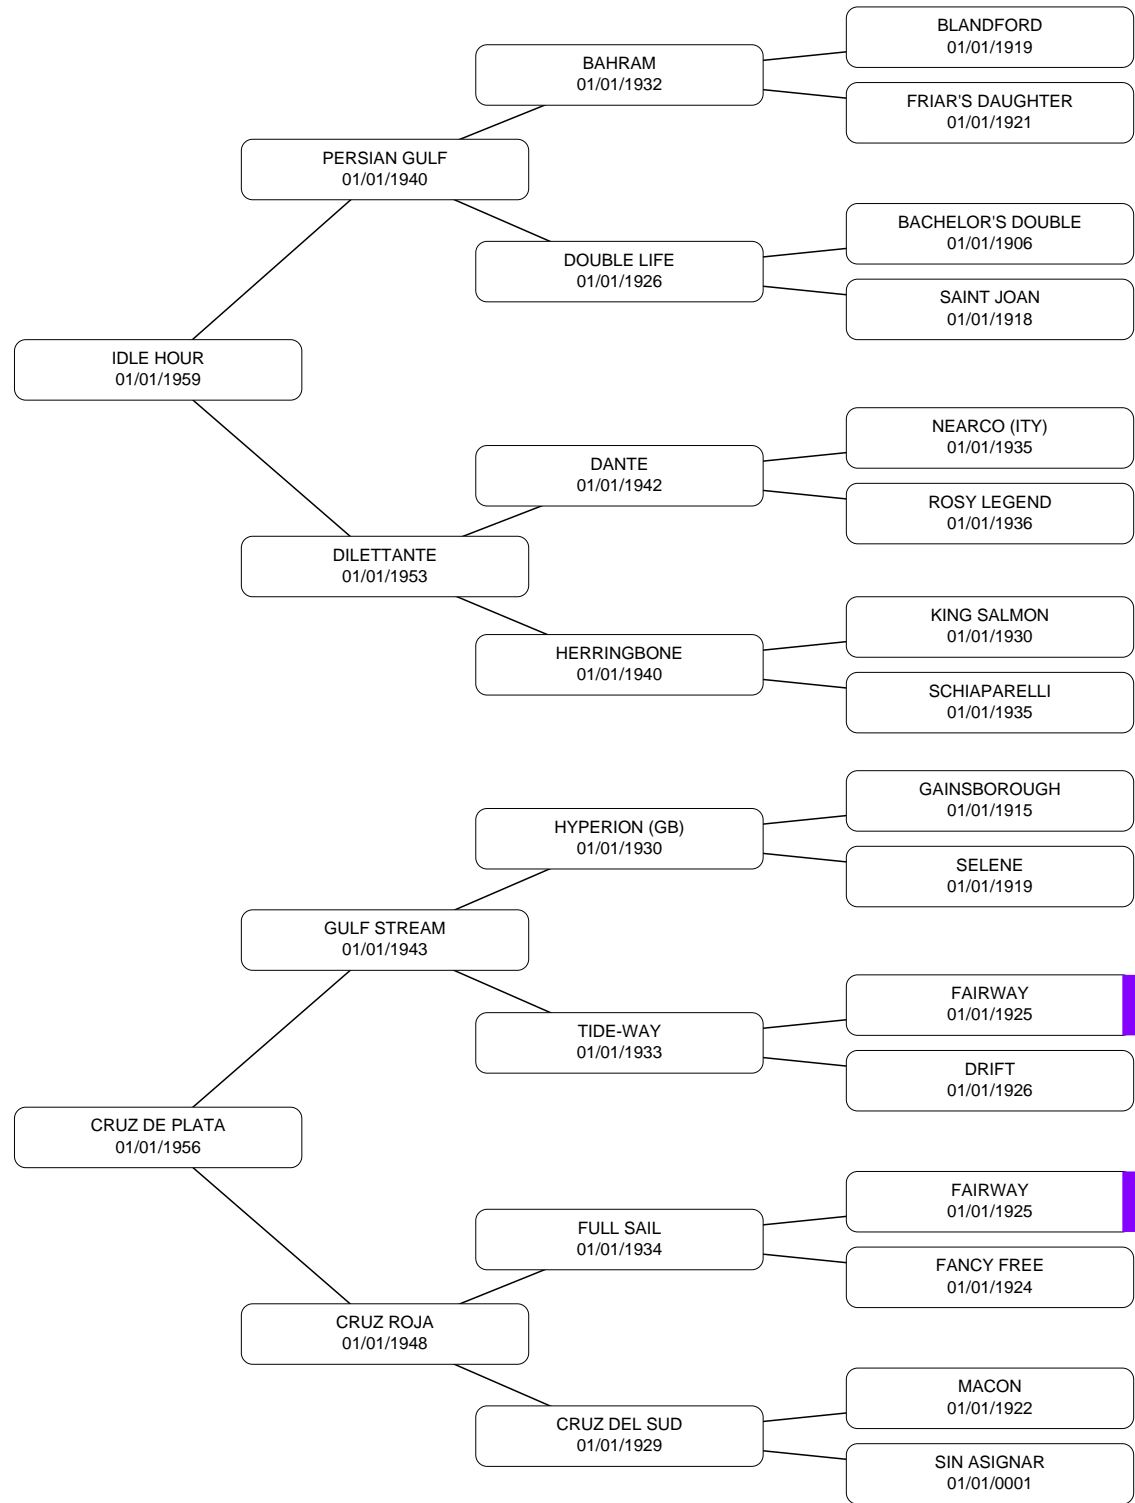 BLANDFORD
01/01/1919
BAHRAM
01/01/1932
FRIAR'S DAUGHTER
01/01/1921
PERSIAN GULF
01/01/1940
BACHELOR'S DOUBLE
01/01/1906
DOUBLE LIFE
01/01/1926
SAINT JOAN
01/01/1918
IDLE HOUR
01/01/1959
NEARCO (ITY)
01/01/1935
DANTE
01/01/1942
ROSY LEGEND
01/01/1936
DILETTANTE
01/01/1953
KING SALMON
01/01/1930
HERRINGBONE
01/01/1940
SCHIAPARELLI
01/01/1935
GAINSBOROUGH
01/01/1915
HYPERION (GB)
01/01/1930
SELENE
01/01/1919
GULF STREAM
01/01/1943
FAIRWAY
01/01/1925
TIDE-WAY
01/01/1933
DRIFT
01/01/1926
CRUZ DE PLATA
01/01/1956
FAIRWAY
01/01/1925
FULL SAIL
01/01/1934
FANCY FREE
01/01/1924
CRUZ ROJA
01/01/1948
MACON
01/01/1922
CRUZ DEL SUD
01/01/1929
SIN ASIGNAR
01/01/0001